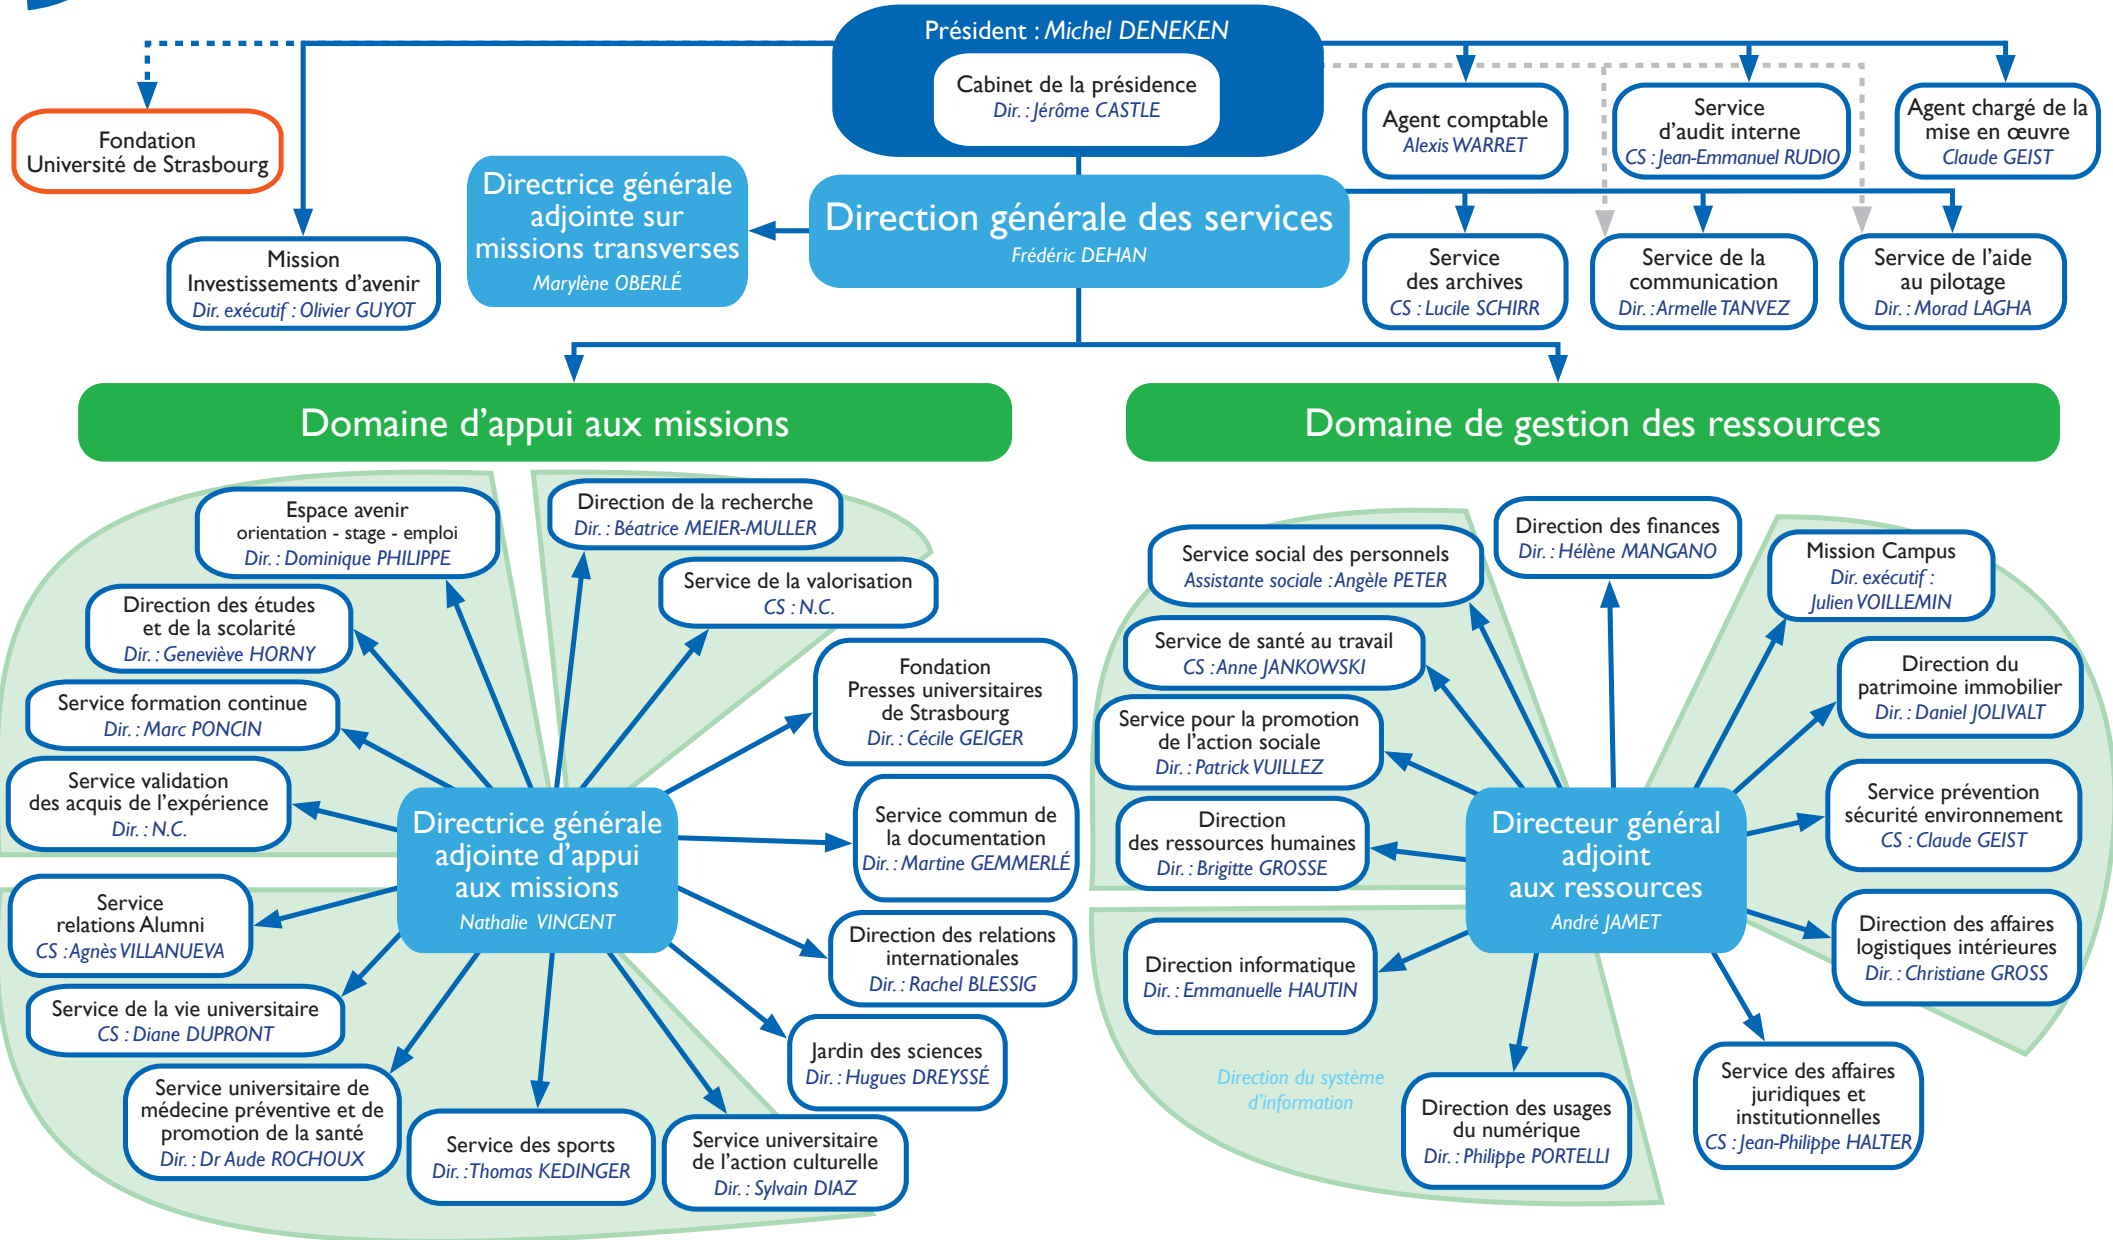 Président : Michel DENEKEN
Cabinet de la présidence
Dir. : Jérôme CASTLE
Fondation
Université de Strasbourg
Mission
Investissements d'avenir
Dir. exécutif : Olivier GUYOT
Directrice générale
adjointe sur
missions transverses
Marylène OBERLÉ
Direction générale des services
Frédéric DEHAN
Agent comptable
Alexis WARRET
Service
d'audit interne
CS : Jean-Emmanuel RUDIO
Agent chargé de la
mise en œuvre
Claude GEIST
Service
des archives
CS : Lucile SCHIRR
Service de la
communication
Dir. : Armelle TANVEZ
Service de l'aide
au pilotage
Dir. : Morad LAGHA
Domaine d'appui aux missions
Espace avenir
orientation - stage - emploi
Dir. : Dominique PHILIPPE
Direction de la recherche
Dir. : Béatrice MEIER-MULLER
Service de la valorisation
CS : N.C.
Direction des études
et de la scolarité
Dir. : Geneviève HORNY
Service formation continue
Dir. : Marc PONCIN
Service validation
des acquis de l'expérience
Dir. : N.C.
Fondation
Presses universitaires
de Strasbourg
Dir. : Cécile GEIGER
Service commun de
la documentation
Dir. : Martine GEMMERLÉ
Directrice générale
adjointe d'appui
aux missions
Nathalie VINCENT
Service
relations Alumni
CS : Agnès VILLANUEVA
Direction des relations
internationales
Dir. : Rachel BLESSIG
Service de la vie universitaire
CS : Diane DUPRONT
Jardin des sciences
Dir. : Hugues DREYSSÉ
Service universitaire de
médecine préventive et de
promotion de la santé
Dir. : Dr Aude ROCHOUX
Service des sports
Dir. : Thomas KEDINGER
Service universitaire
de l'action culturelle
Dir. : Sylvain DIAZ
Domaine de gestion des ressources
Direction des finances
Dir. : Hélène MANGANO
Service social des personnels
Assistante sociale : Angèle PETER
Mission Campus
Dir. exécutif :
Julien VOILLEMIN
Service de santé au travail
CS : Anne JANKOWSKI
Direction du
patrimoine immobilier
Dir. : Daniel JOLIVALT
Service pour la promotion
de l'action sociale
Dir. : Patrick VUILLEZ
Service prévention
sécurité environnement
CS : Claude GEIST
Direction
des ressources humaines
Dir. : Brigitte GROSSE
Directeur général
adjoint
aux ressources
André JAMET
Direction des affaires
logistiques intérieures
Dir. : Christiane GROSS
Direction informatique
Dir. : Emmanuelle HAUTIN
Direction du système
d'information
Direction des usages
du numérique
Dir. : Philippe PORTELLI
Service des affaires
juridiques et
institutionnelles
CS : Jean-Philippe HALTER